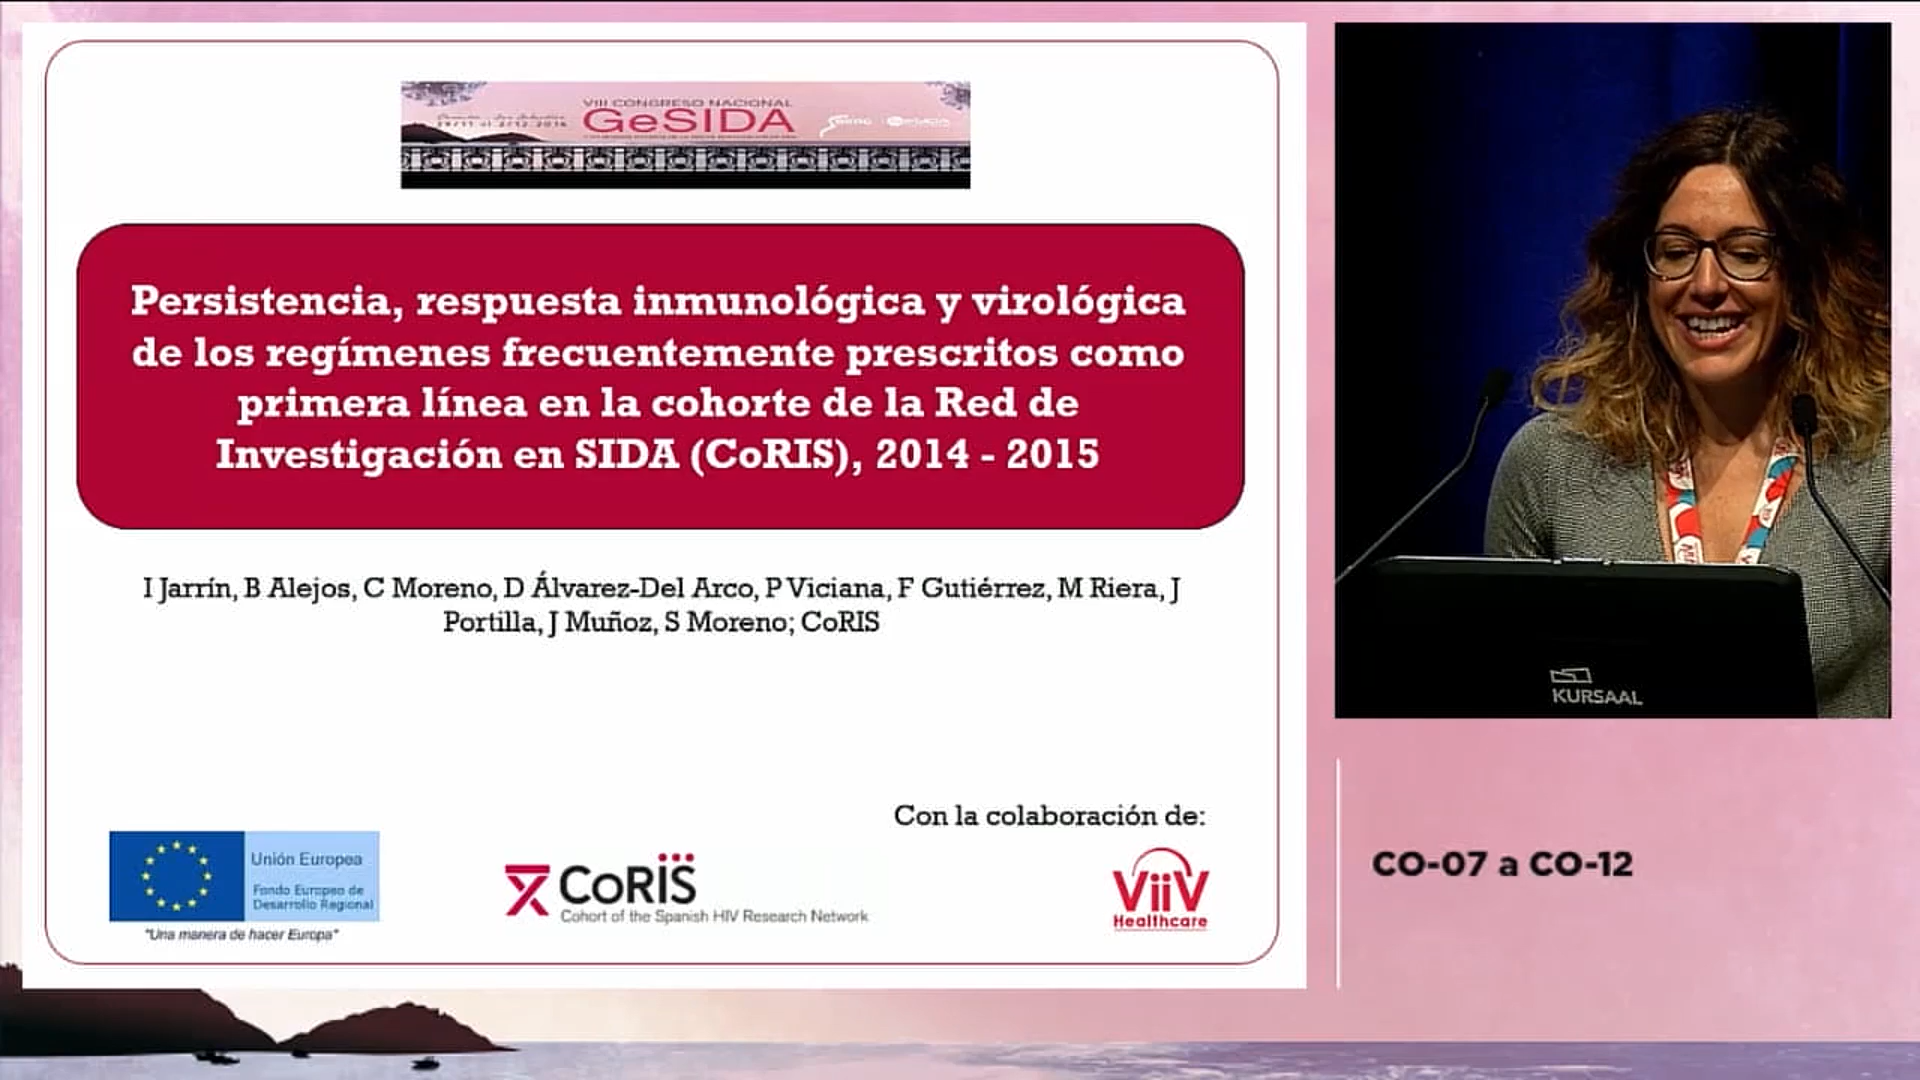 VIII CONGRESO NACIONAL
GeSIDA
Persistencia, respuesta inmunológica y virológica
de los regímenes frecuentemente prescritos como
primera línea en la cohorte de la Red de
Investigación en SIDA (CoRIS), 2014 - 2015
I Jarrín, B Alejos, C Moreno, D Álvarez-Del Arco, P Viciana, F Gutiérrez, M Riera, J
Portilla, J Muñoz, S Moreno; CoRIS
Con la colaboración de:
Unión Europea
Fondo Europeo de
Desarrollo Regional
"Una manera de hacer Europa"
CoRIS
Cohort of the Spanish HIV Research Network
ViiV
Healthcare
KURSAAL
CO-07 a CO-12